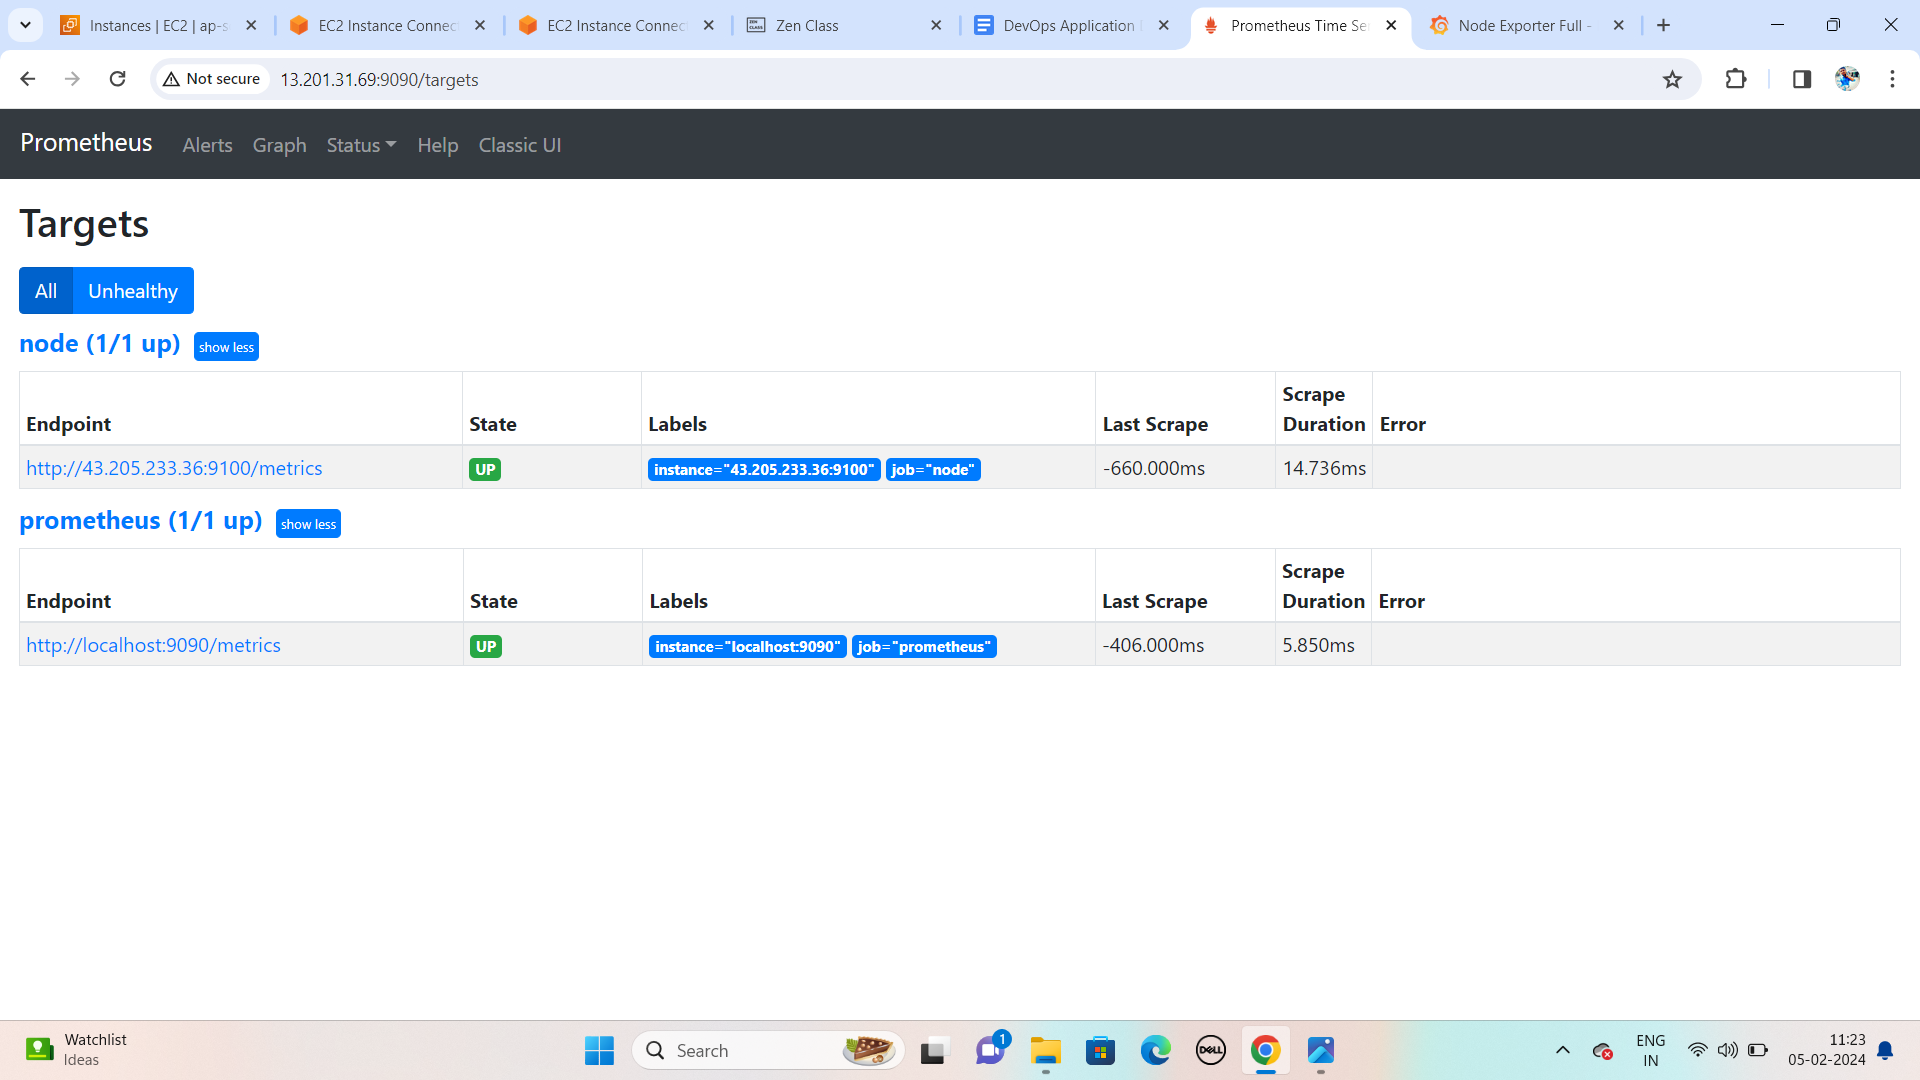 Instances | EC2 | ap-s
EC2 Instance Connec
EC2 Instance Connec
ZEN CLASS
Zen Class
DevOps Application
Prometheus Time Se
Node Exporter Full -
Not secure
13.201.31.69:9090/targets
Prometheus Alerts Graph Status Help Classic UI
Targets
All Unhealthy
node (1/1 up) show less
Endpoint State Labels Last Scrape Scrape Duration Error
http://43.205.233.36:9100/metrics UP instance="43.205.233.36:9100" job="node" -660.000ms 14.736ms
prometheus (1/1 up) show less
Endpoint State Labels Last Scrape Scrape Duration Error
http://localhost:9090/metrics UP instance="localhost:9090" job="prometheus" -406.000ms 5.850ms
Watchlist
Ideas
Search
1
DELL
ENG
IN
11:23
05-02-2024